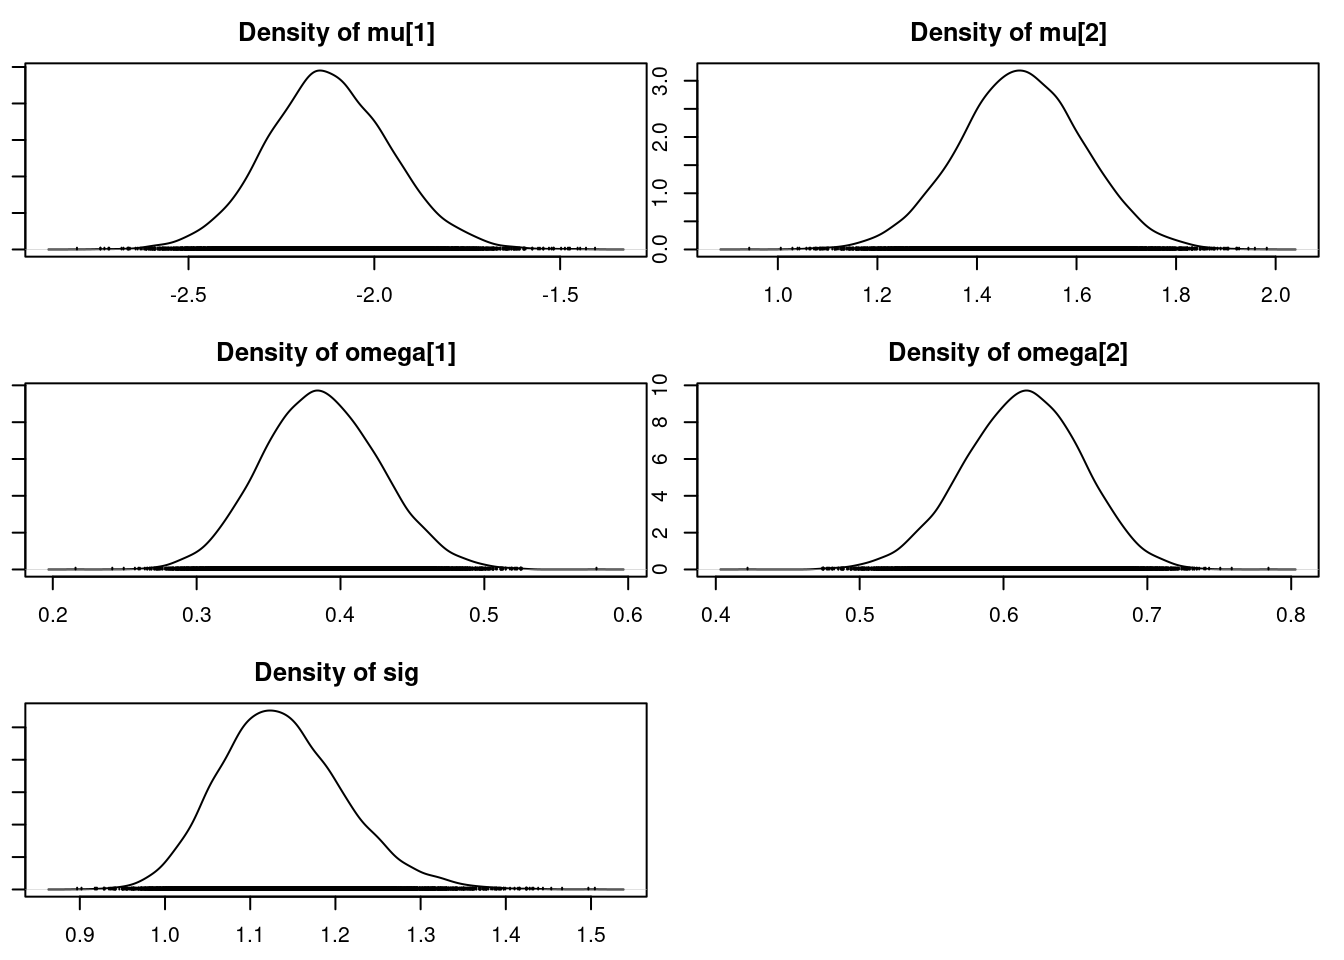 Density of mu[1]
-2.5 -2.0 -1.5
Density of mu[2]
0.0 1.0 2.0 3.0
1.0 1.2 1.4 1.6 1.8 2.0
Density of omega[1]
0.2 0.3 0.4 0.5 0.6
Density of omega[2]
0 2 4 6 8 10
0.4 0.5 0.6 0.7 0.8
Density of sig
0.9 1.0 1.1 1.2 1.3 1.4 1.5